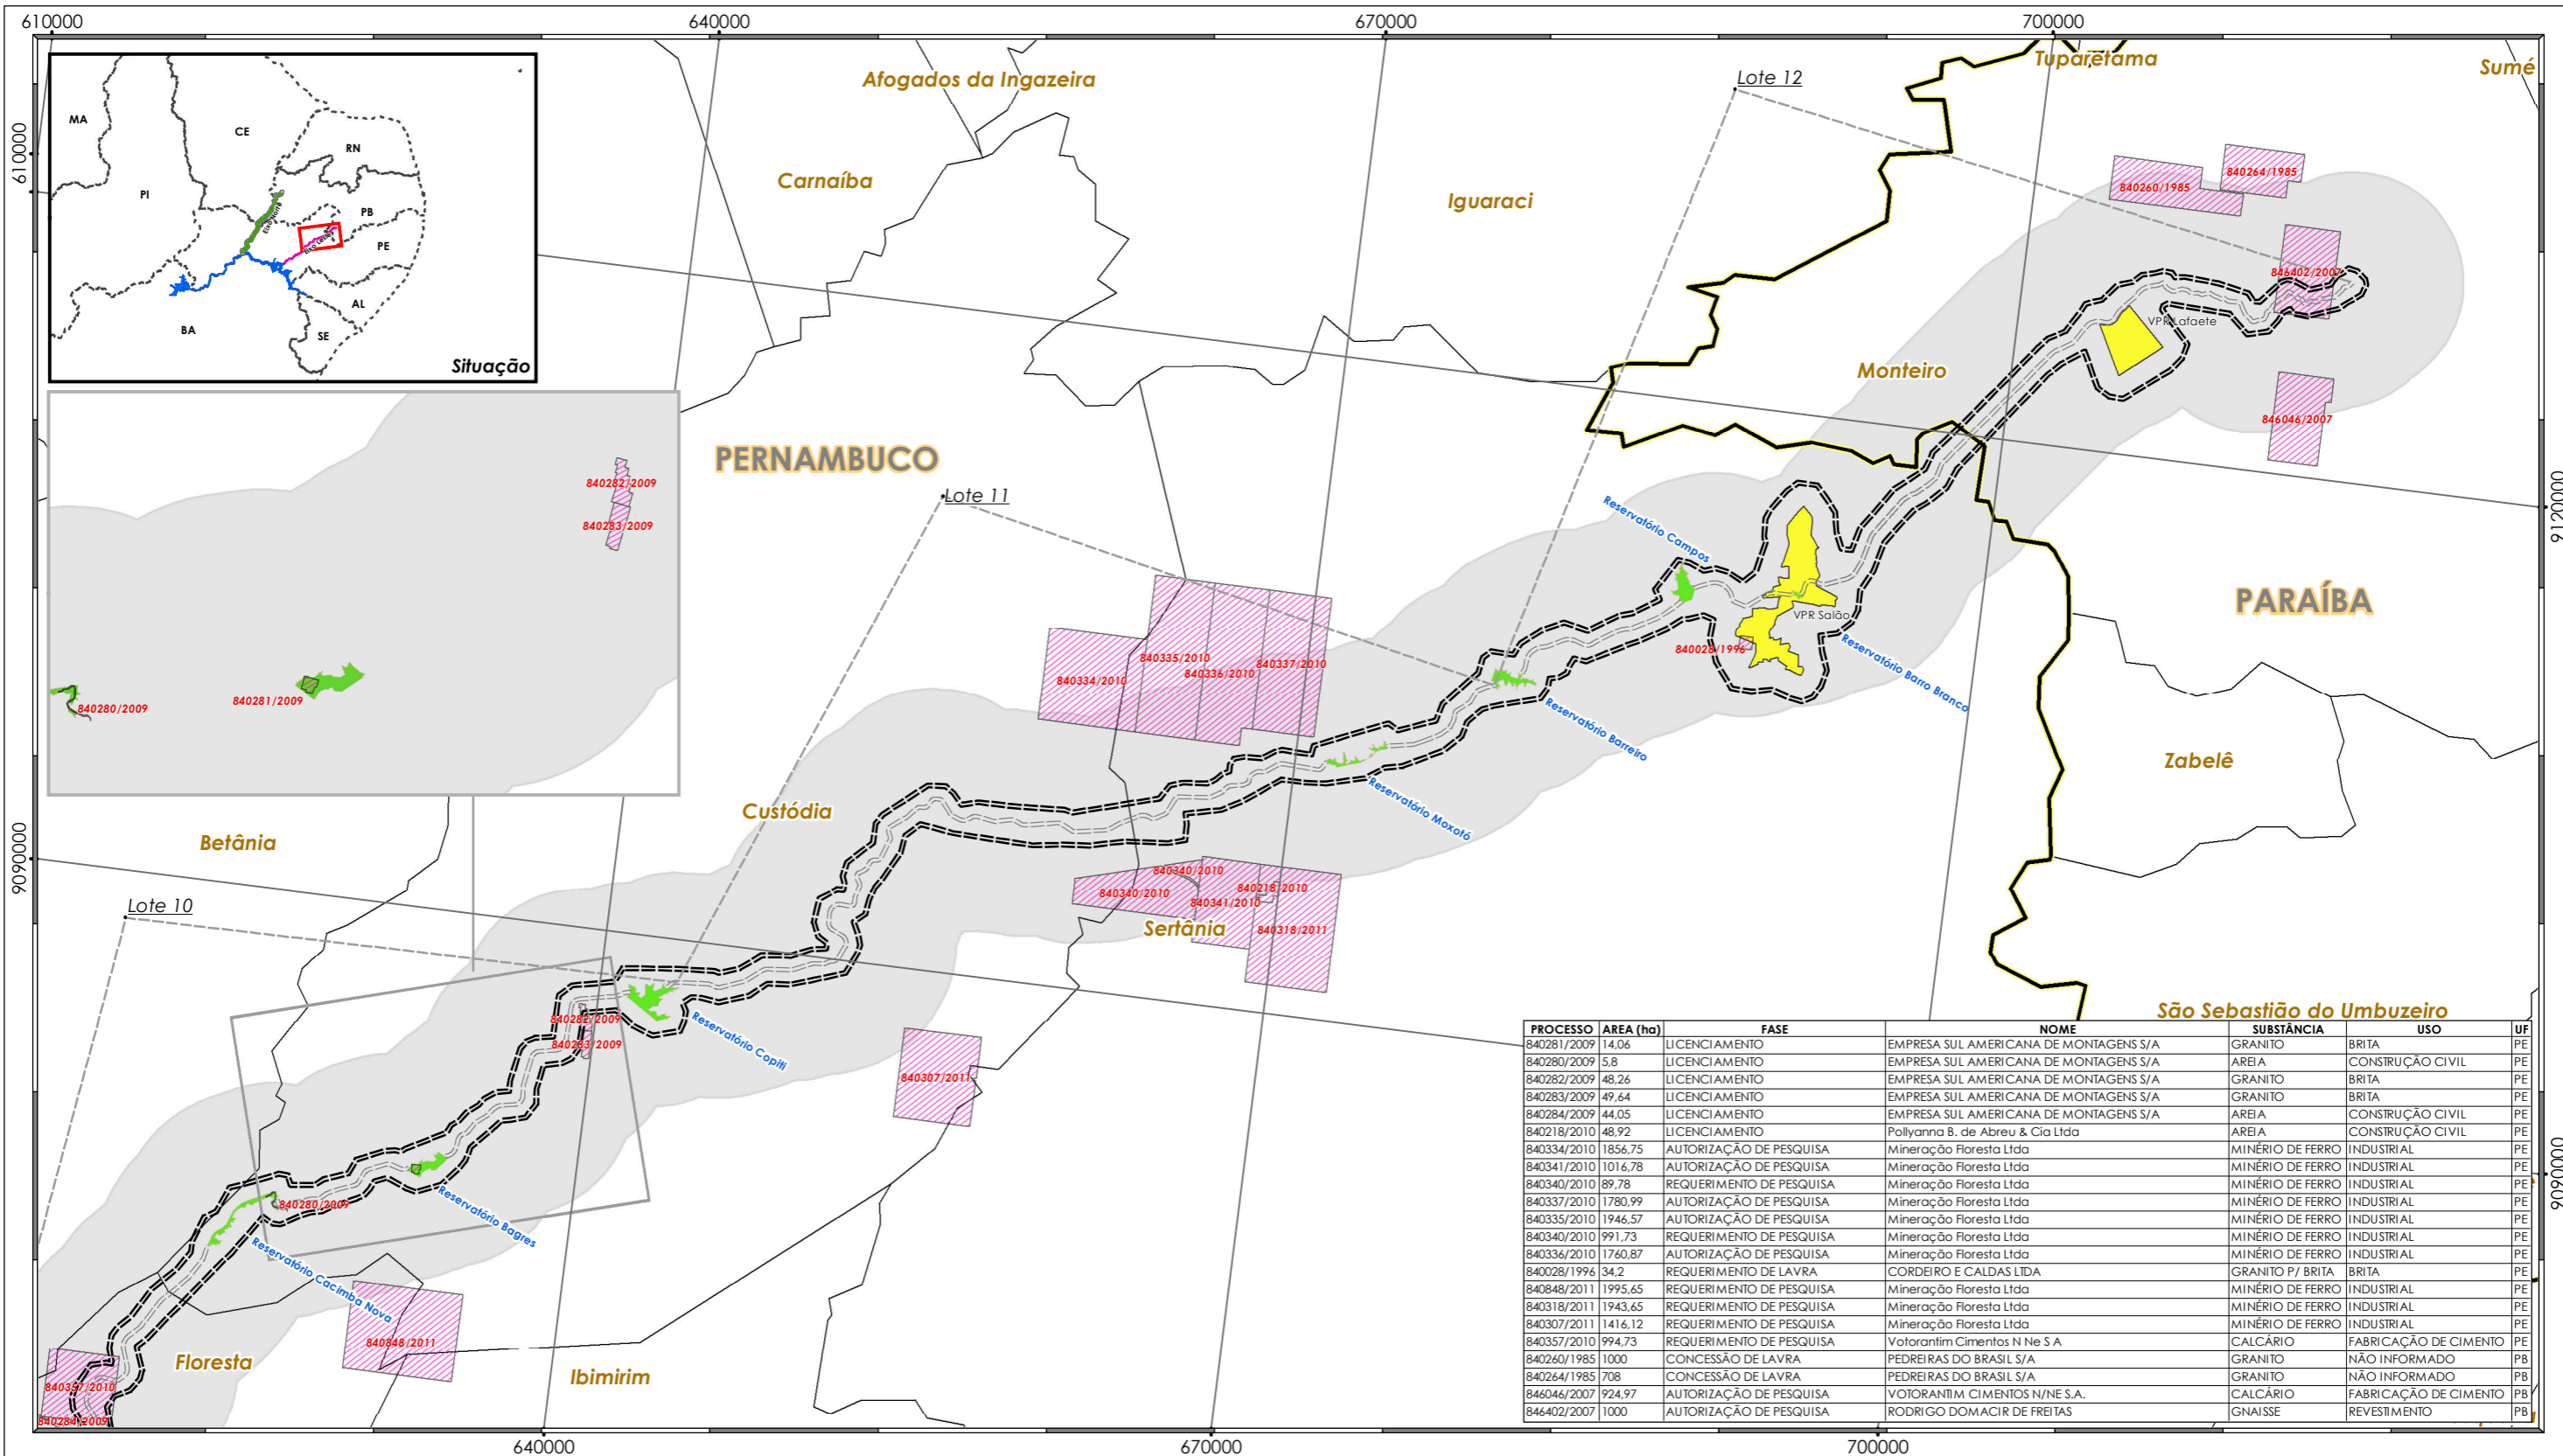 610000
640000
670000
700000
610000
9090000
9120000
9090000
640000
670000
700000
MA
CE
RN
PI
PB
PE
AL
SE
BA
Eixo Norte
Eixo Leste
Situação
840282/2009
840283/2009
840281/2009
840280/2009
Afogados da Ingazeira
Carnaíba
Iguaraci
Tuparetama
Sumé
Lote 12
840260/1985
840264/1985
846402/2007
VPR Lafaete
846046/2007
Monteiro
PERNAMBUCO
Lote 11
Reservatório Campos
PARAÍBA
VPR Salão
840028/1996
Reservatório Barro Branco
840334/2010
840335/2010
840336/2010
840337/2010
Reservatório Barreiro
Reservatório Moxotó
Zabelê
Custódia
Betânia
840340/2010
840340/2010
840218/2010
840341/2010
840318/2011
Sertânia
Lote 10
840282/2009
840283/2009
Reservatório Copiti
840307/2011
São Sebastião do Umbuzeiro
840280/2009
Reservatório Bagres
Reservatório Cacimba Nova
840848/2011
Floresta
Ibimirim
840357/2010
840284/2009
PROCESSO AREA (ha) FASE NOME SUBSTÂNCIA USO UF
840281/2009 14,06 LICENCIAMENTO EMPRESA SUL AMERICANA DE MONTAGENS S/A GRANITO BRITA PE
840280/2009 5,8 LICENCIAMENTO EMPRESA SUL AMERICANA DE MONTAGENS S/A AREIA CONSTRUÇÃO CIVIL PE
840282/2009 48,26 LICENCIAMENTO EMPRESA SUL AMERICANA DE MONTAGENS S/A GRANITO BRITA PE
840283/2009 49,64 LICENCIAMENTO EMPRESA SUL AMERICANA DE MONTAGENS S/A GRANITO BRITA PE
840284/2009 44,05 LICENCIAMENTO EMPRESA SUL AMERICANA DE MONTAGENS S/A AREIA CONSTRUÇÃO CIVIL PE
840218/2010 48,92 LICENCIAMENTO Pollyanna B. de Abreu & Cia Ltda AREIA CONSTRUÇÃO CIVIL PE
840334/2010 1856,75 AUTORIZAÇÃO DE PESQUISA Mineração Floresta Ltda MINÉRIO DE FERRO INDUSTRIAL PE
840341/2010 1016,78 AUTORIZAÇÃO DE PESQUISA Mineração Floresta Ltda MINÉRIO DE FERRO INDUSTRIAL PE
840340/2010 89,78 REQUERIMENTO DE PESQUISA Mineração Floresta Ltda MINÉRIO DE FERRO INDUSTRIAL PE
840337/2010 1780,99 AUTORIZAÇÃO DE PESQUISA Mineração Floresta Ltda MINÉRIO DE FERRO INDUSTRIAL PE
840335/2010 1946,57 AUTORIZAÇÃO DE PESQUISA Mineração Floresta Ltda MINÉRIO DE FERRO INDUSTRIAL PE
840340/2010 991,73 REQUERIMENTO DE PESQUISA Mineração Floresta Ltda MINÉRIO DE FERRO INDUSTRIAL PE
840336/2010 1760,87 AUTORIZAÇÃO DE PESQUISA Mineração Floresta Ltda MINÉRIO DE FERRO INDUSTRIAL PE
840028/1996 34,2 REQUERIMENTO DE LAVRA CORDEIRO E CALDAS LTDA GRANITO P/ BRITA BRITA PE
840848/2011 1995,65 REQUERIMENTO DE PESQUISA Mineração Floresta Ltda MINÉRIO DE FERRO INDUSTRIAL PE
840318/2011 1943,65 REQUERIMENTO DE PESQUISA Mineração Floresta Ltda MINÉRIO DE FERRO INDUSTRIAL PE
840307/2011 1416,12 REQUERIMENTO DE PESQUISA Mineração Floresta Ltda MINÉRIO DE FERRO INDUSTRIAL PE
840357/2010 994,73 REQUERIMENTO DE PESQUISA Votorantim Cimentos N Ne S A CALCÁRIO FABRICAÇÃO DE CIMENTO PE
840260/1985 1000 CONCESSÃO DE LAVRA PEDREIRAS DO BRASIL S/A GRANITO NÃO INFORMADO PB
840264/1985 708 CONCESSÃO DE LAVRA PEDREIRAS DO BRASIL S/A GRANITO NÃO INFORMADO PB
846046/2007 924,97 AUTORIZAÇÃO DE PESQUISA VOTORANTIM CIMENTOS N/NE S.A. CALCÁRIO FABRICAÇÃO DE CIMENTO PB
846402/2007 1000 AUTORIZAÇÃO DE PESQUISA RODRIGO DOMACIR DE FREITAS GNAISSE REVESTIMENTO PB